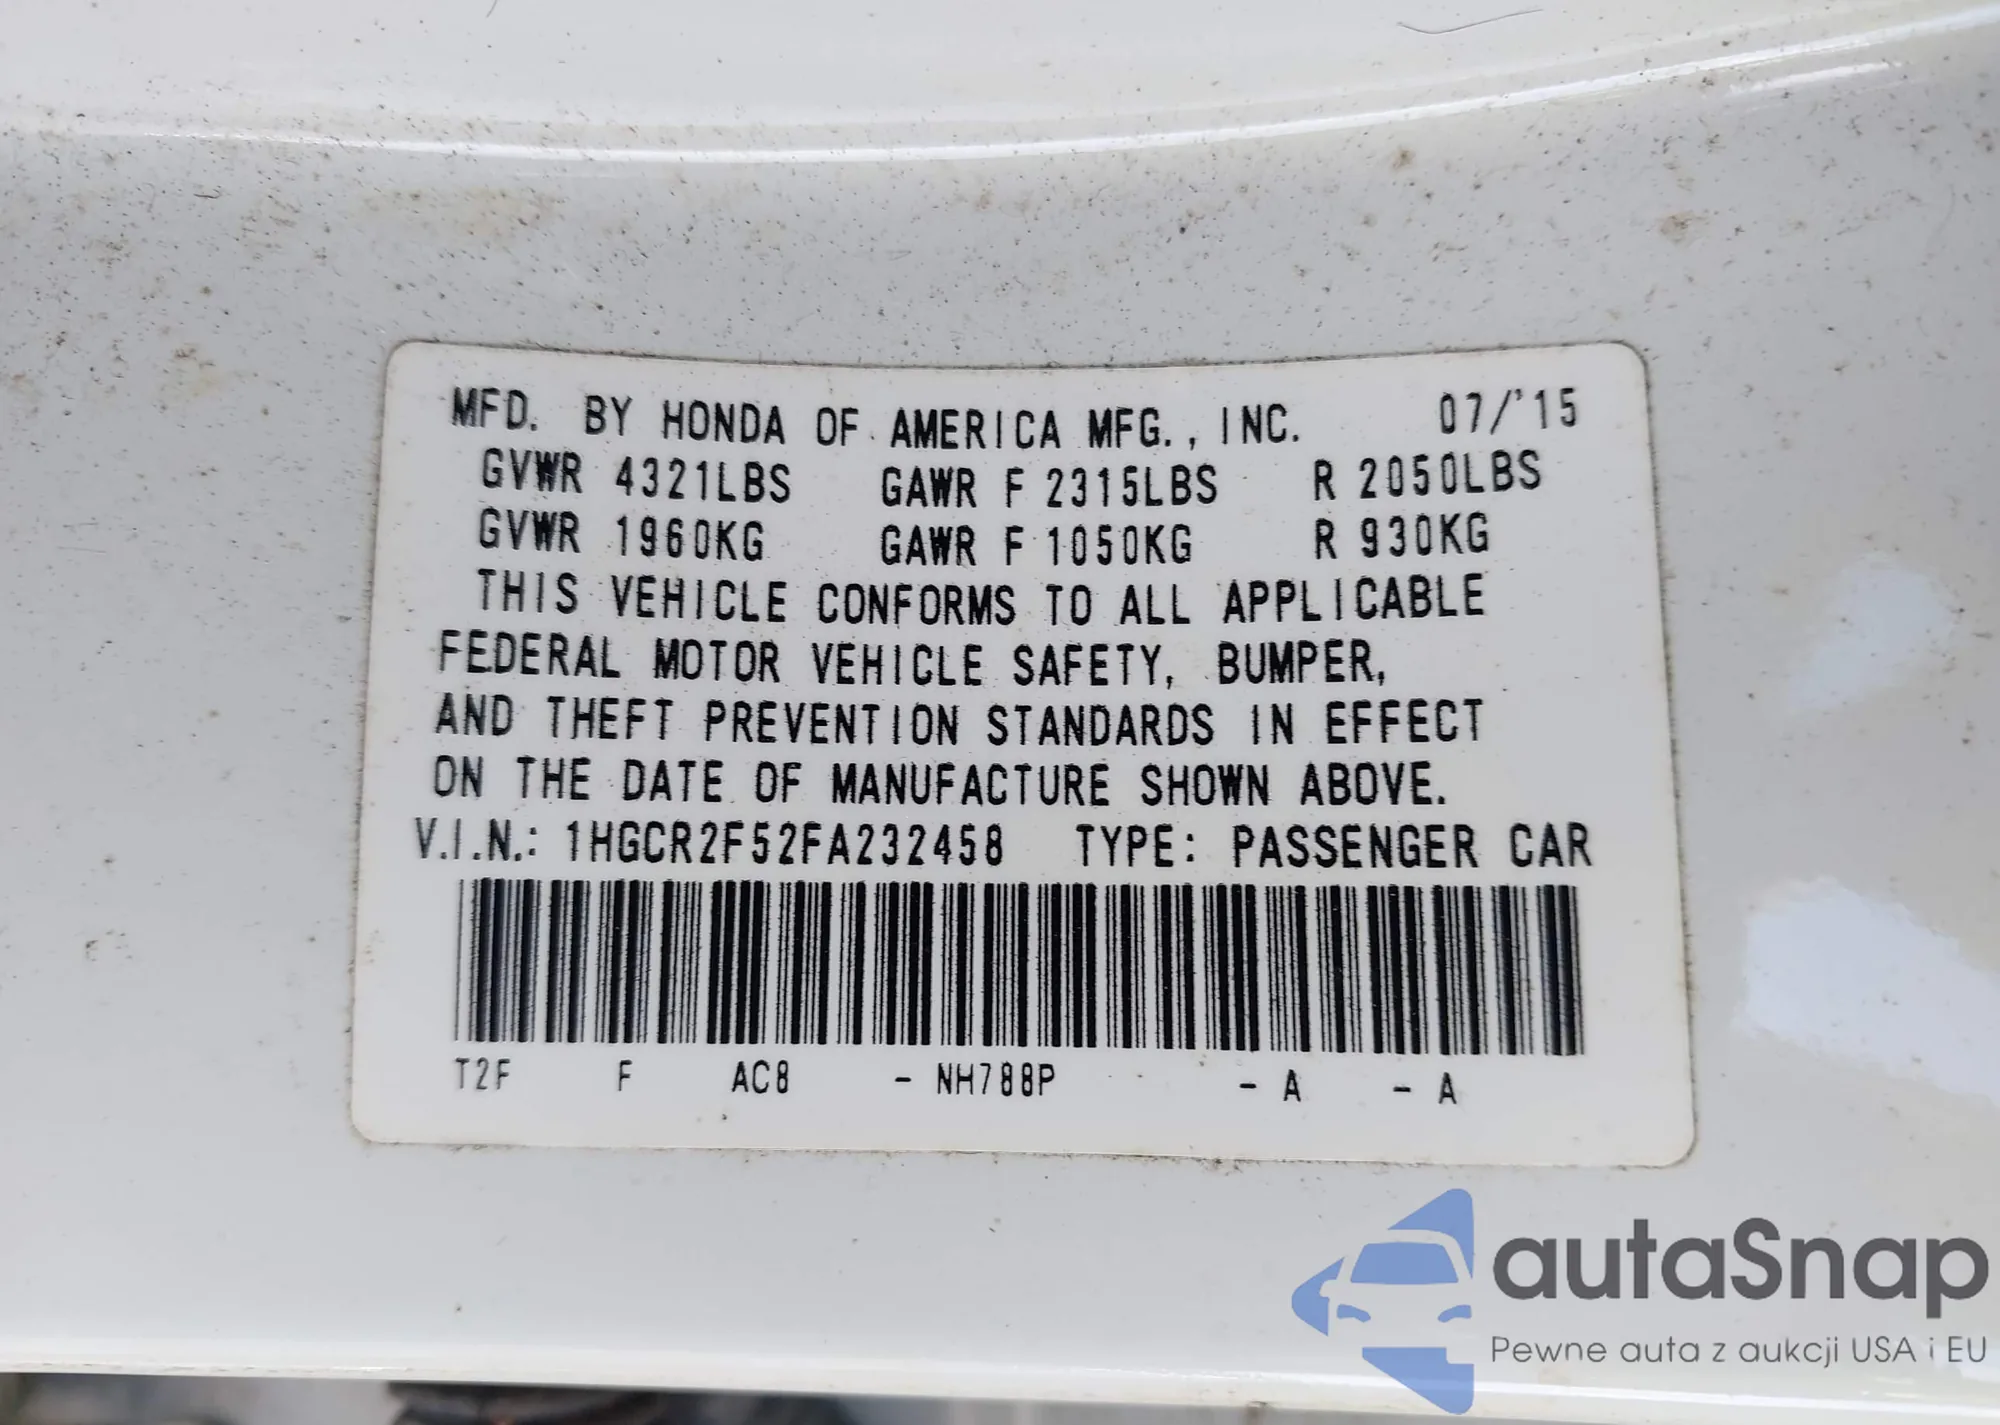 MFD. BY HONDA OF AMERICA MFG., INC. 07/'15
GVWR 4321LBS GAWR F 2315LBS R 2050LBS
GVWR 1960KG GAWR F 1050KG R 930KG
THIS VEHICLE CONFORMS TO ALL APPLICABLE
FEDERAL MOTOR VEHICLE SAFETY, BUMPER,
AND THEFT PREVENTION STANDARDS IN EFFECT
ON THE DATE OF MANUFACTURE SHOWN ABOVE.
V.I.N.: 1HGCR2F52FA232458 TYPE: PASSENGER CAR
T2F F AC8 - NH788P - A - A
autaSnap
Pewne auta z aukcji USA i EU